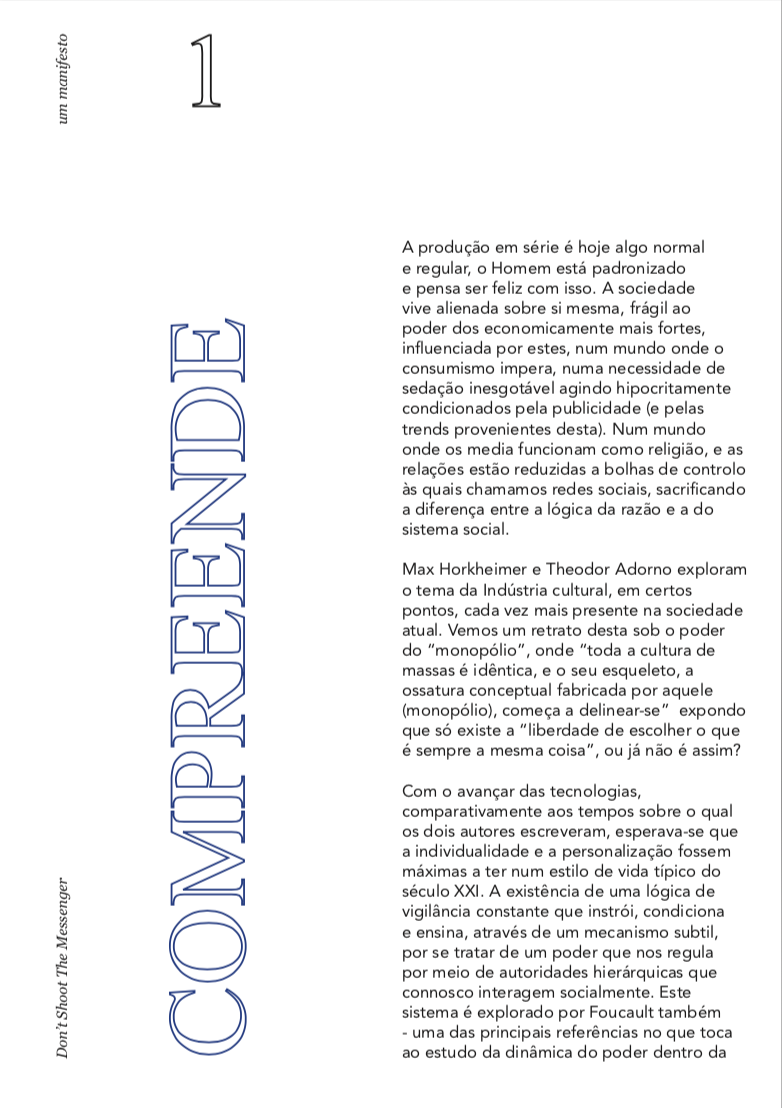 um manifesto
Don't Shoot The Messenger
1
COMPREENDE
A produção em série é hoje algo normal
e regular, o Homem está padronizado
e pensa ser feliz com isso. A sociedade
vive alienada sobre si mesma, frágil ao
poder dos economicamente mais fortes,
influenciada por estes, num mundo onde o
consumismo impera, numa necessidade de
sedação inesgotável agindo hipocritamente
condicionados pela publicidade (e pelas
trends provenientes desta). Num mundo
onde os media funcionam como religião, e as
relações estão reduzidas a bolhas de controlo
às quais chamamos redes sociais, sacrificando
a diferença entre a lógica da razão e a do
sistema social.
Max Horkheimer e Theodor Adorno exploram
o tema da Indústria cultural, em certos
pontos, cada vez mais presente na sociedade
atual. Vemos um retrato desta sob o poder
do “monopólio”, onde “toda a cultura de
massas é idêntica, e o seu esqueleto, a
ossatura conceptual fabricada por aquele
(monopólio), começa a delinear-se” expondo
que só existe a “liberdade de escolher o que
é sempre a mesma coisa”, ou já não é assim?
Com o avançar das tecnologias,
comparativamente aos tempos sobre o qual
os dois autores escreveram, esperava-se que
a individualidade e a personalização fossem
máximas a ter num estilo de vida típico do
século XXI. A existência de uma lógica de
vigilância constante que instrói, condiciona
e ensina, através de um mecanismo subtil,
por se tratar de um poder que nos regula
por meio de autoridades hierárquicas que
connosco interagem socialmente. Este
sistema é explorado por Foucault também
- uma das principais referências no que toca
ao estudo da dinâmica do poder dentro da